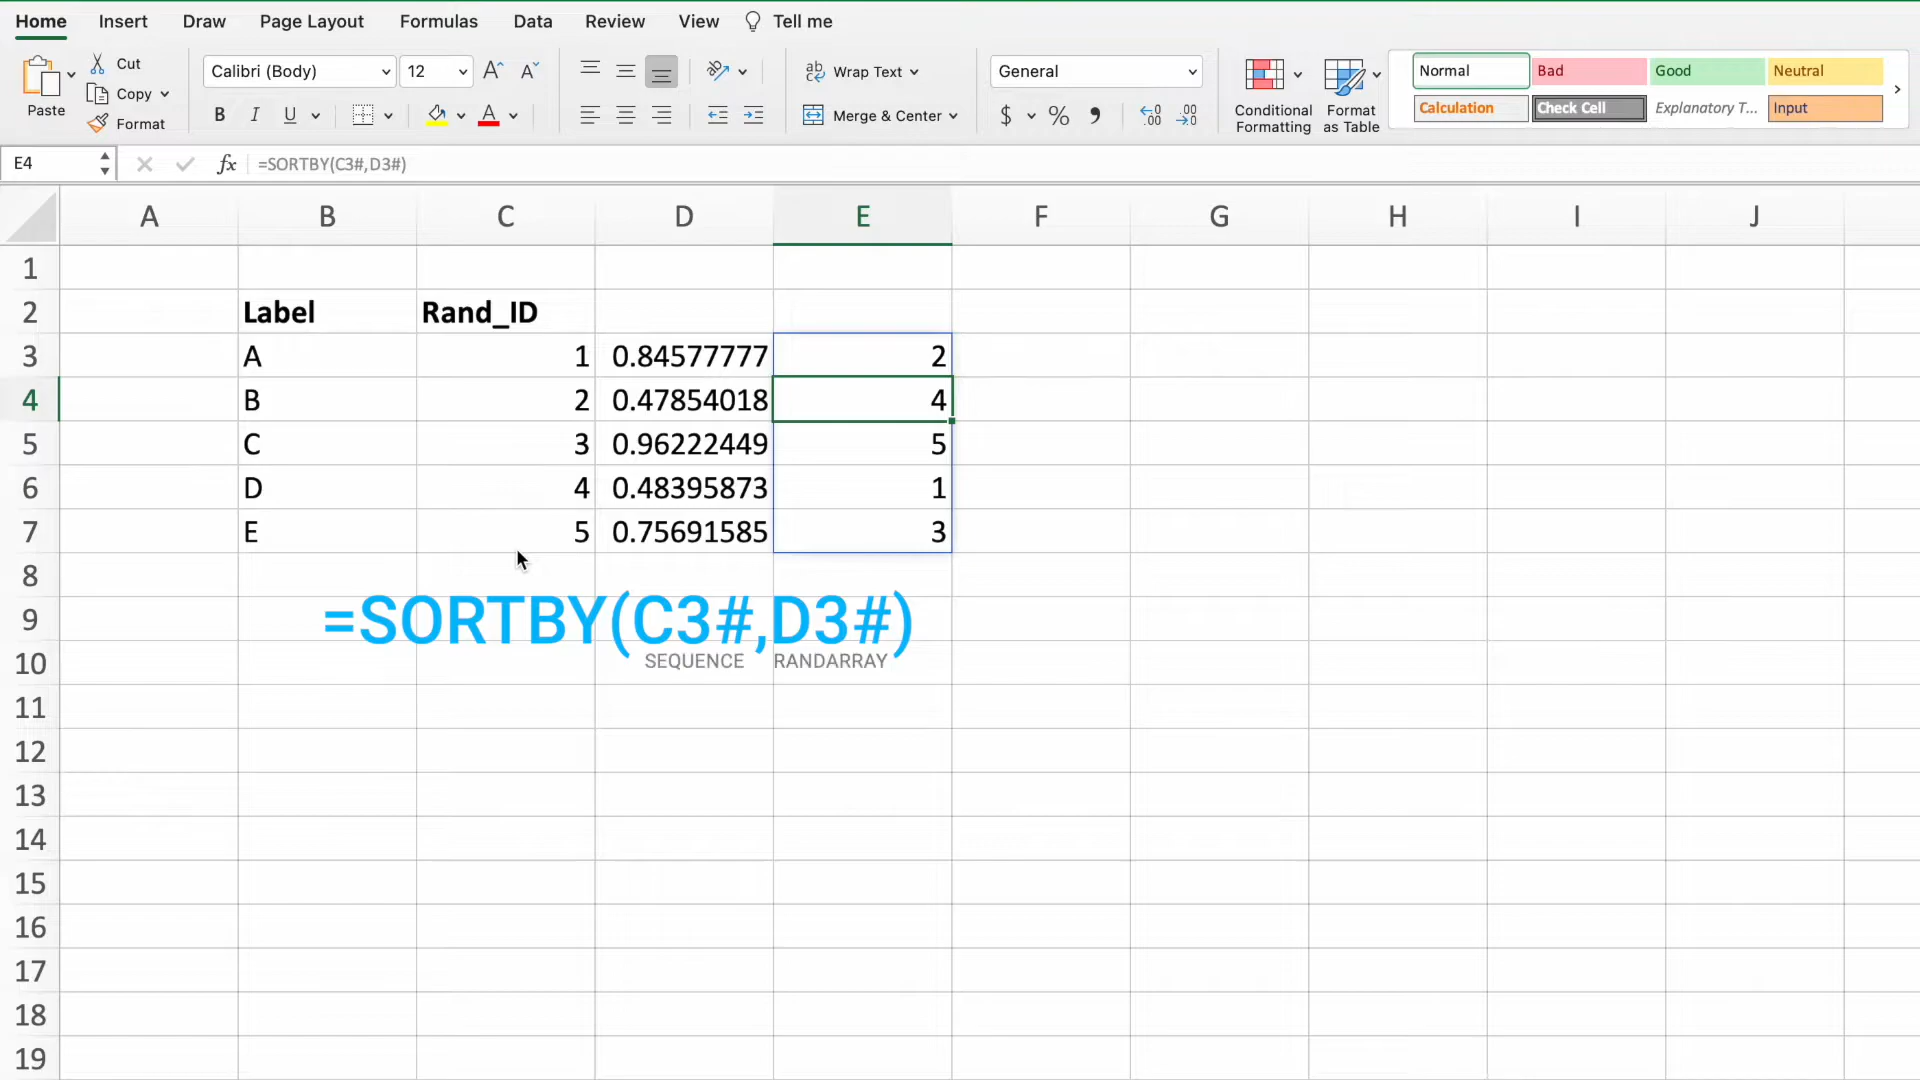 Home Insert Draw Page Layout Formulas Data Review View Tell me
Paste
Cut
Copy
Format
Calibri (Body) 12 A A
B I U A
ab Wrap Text
Merge & Center
General
$ % , .00 .00
Conditional Formatting
Format as Table
Normal Bad Good Neutral
Calculation Check Cell Explanatory T... Input
E4 fx =SORTBY(C3#,D3#)
A B C D E F G H I J
1
2 Label Rand_ID
3 A 1 0.84577777 2
4 B 2 0.47854018 4
5 C 3 0.96222449 5
6 D 4 0.48395873 1
7 E 5 0.75691585 3
8
9 =SORTBY(C3#,D3#)
10 SEQUENCE RANDARRAY
11
12
13
14
15
16
17
18
19